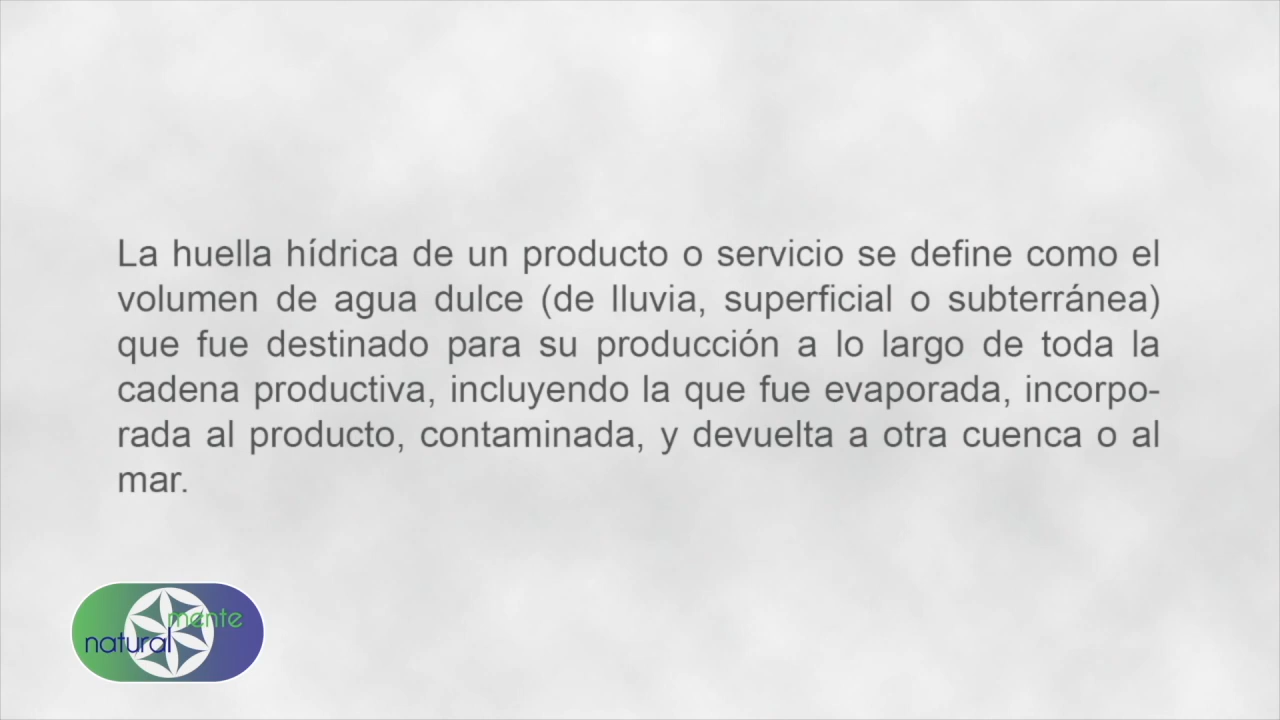 La huella hídrica de un producto o servicio se define como el
volumen de agua dulce (de lluvia, superficial o subterránea)
que fue destinado para su producción a lo largo de toda la
cadena productiva, incluyendo la que fue evaporada, incorpo-
rada al producto, contaminada, y devuelta a otra cuenca o al
mar.
mente
natural